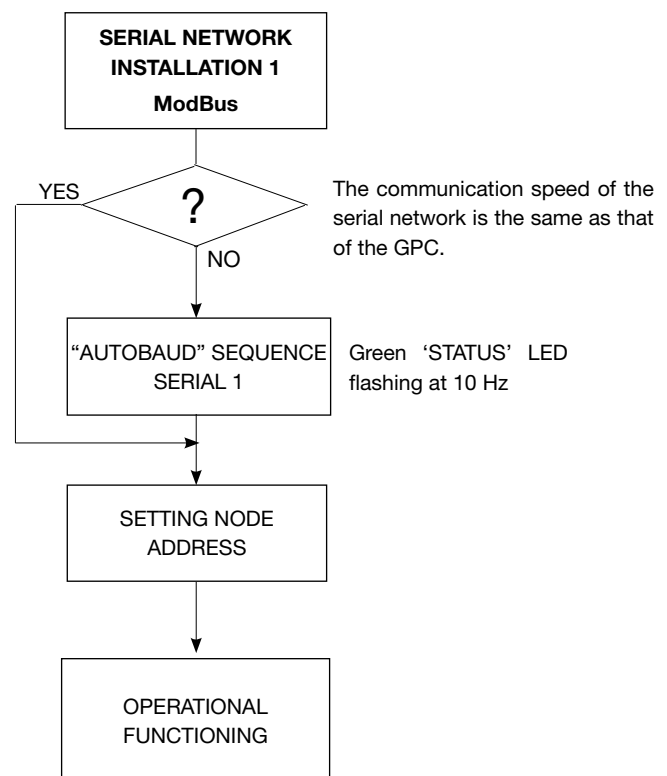 SERIAL NETWORK
INSTALLATION 1
ModBus
YES
?
The communication speed of the
serial network is the same as that
of the GPC.
NO
“AUTOBAUD” SEQUENCE
SERIAL 1
Green ‘STATUS’ LED
flashing at 10 Hz
SETTING NODE
ADDRESS
OPERATIONAL
FUNCTIONING